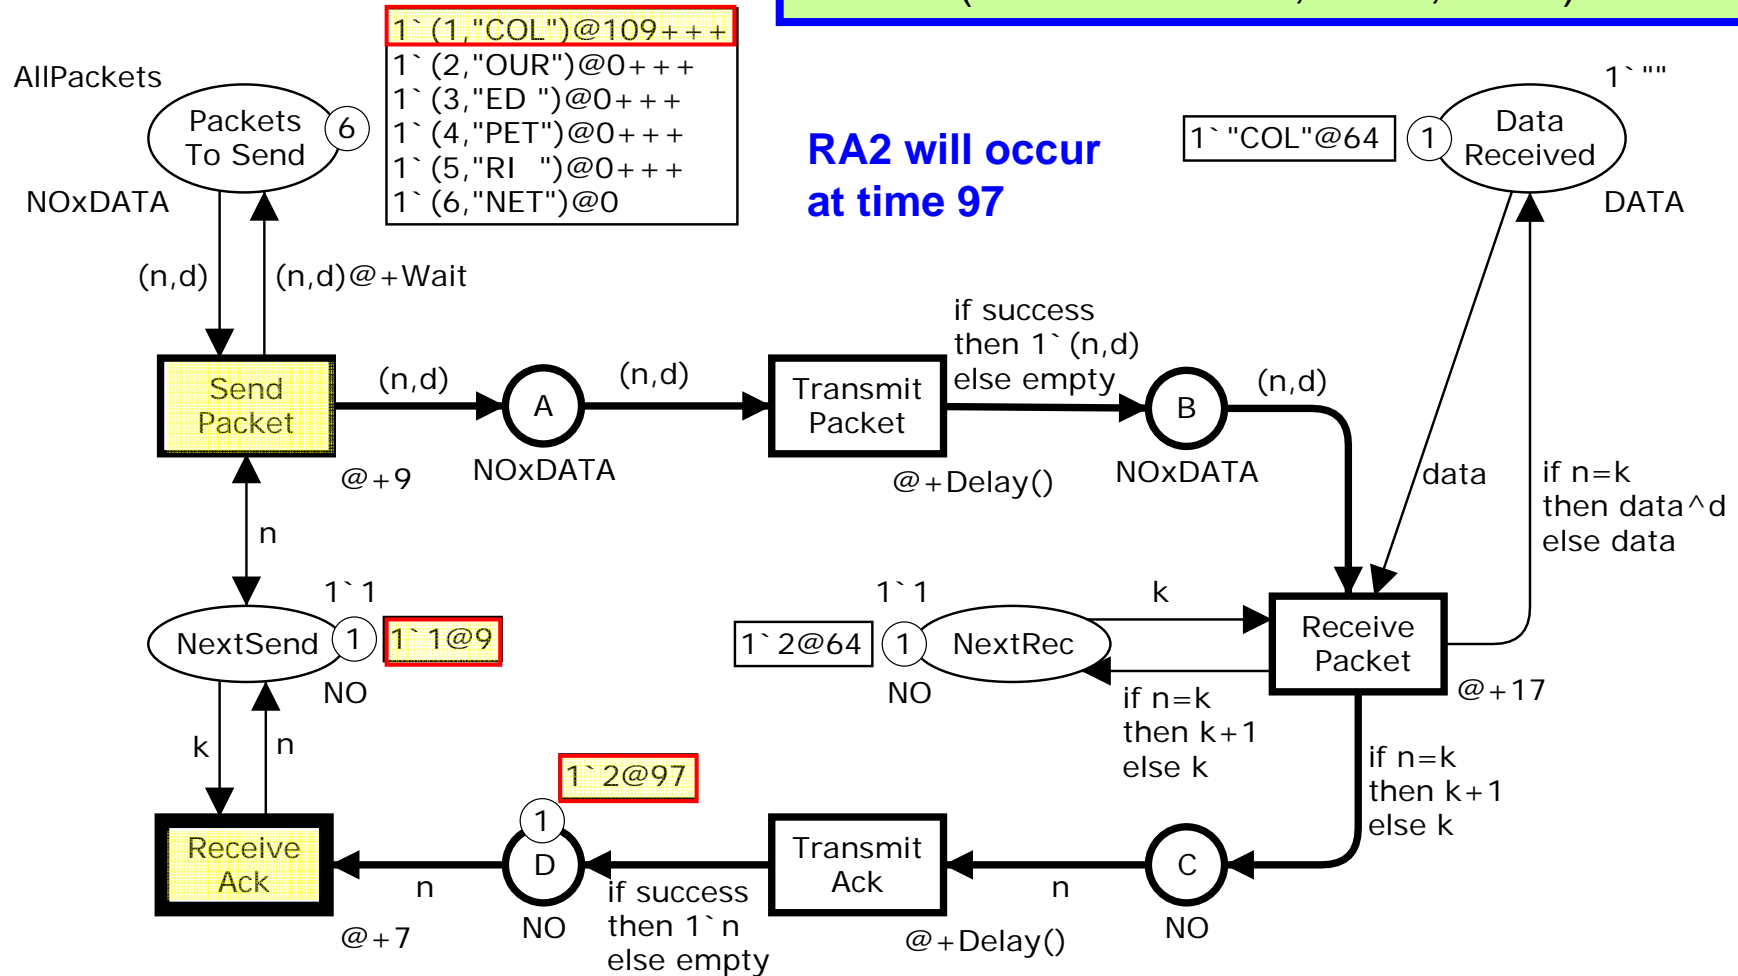 1`(1,"COL")@109+++
1`(2,"OUR")@0+++
1`(3,"ED ")@0+++
1`(4,"PET")@0+++
1`(5,"RI  ")@0+++
1`(6,"NET")@0
AllPackets
Packets
To Send
6
NOxDATA
RA2 will occur
at time 97
1`""
1`"COL"@64
1
Data
Received
DATA
(n,d)
(n,d)@+Wait
Send
Packet
@+9
(n,d)
A
NOxDATA
(n,d)
Transmit
Packet
@+Delay()
if success
then 1`(n,d)
else empty
B
NOxDATA
(n,d)
data
if n=k
then data^d
else data
n
1`1
NextSend
1
1`1@9
NO
1`1
1`2@64
1
NextRec
NO
k
if n=k
then k+1
else k
Receive
Packet
@+17
k
n
if n=k
then k+1
else k
1`2@97
1
Receive
Ack
@+7
n
D
NO
if success
then 1`n
else empty
Transmit
Ack
@+Delay()
n
C
NO